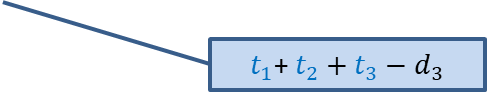 t₁+ t₂ + t₃ − d₃